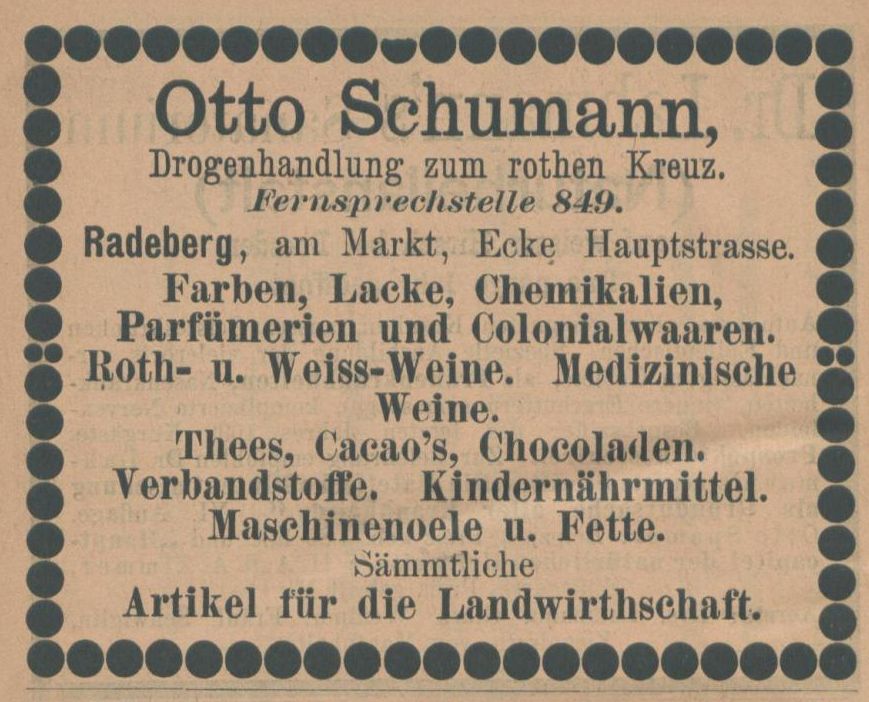 Otto Schumann,
Drogenhandlung zum rothen Kreuz.
Fernsprechstelle 849.
Radeberg, am Markt, Ecke Hauptstrasse.
Farben, Lacke, Chemikalien,
Parfümerien und Colonialwaaren.
Roth- u. Weiss-Weine. Medizinische
Weine.
Thees, Cacao's, Chocoladen.
Verbandstoffe. Kindernährmittel.
Maschinenoele u. Fette.
Sämmtliche
Artikel für die Landwirthschaft.